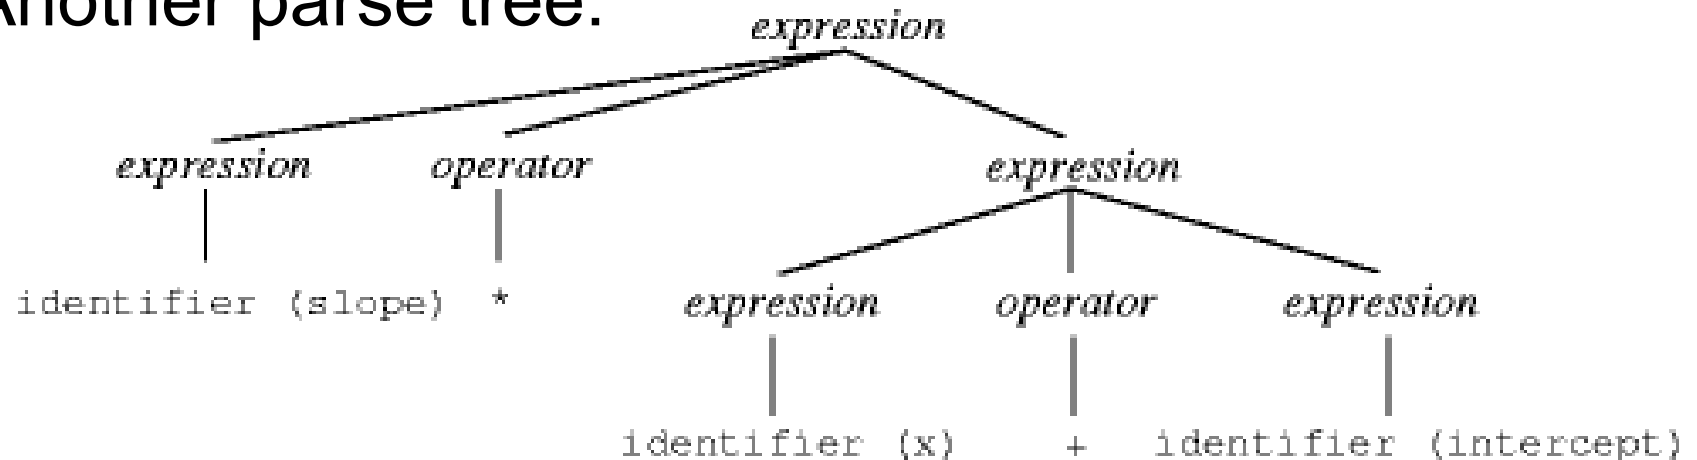 Another parse tree:
expression
expression operator expression
identifier (slope) * expression operator expression
identifier (x) + identifier (intercept)